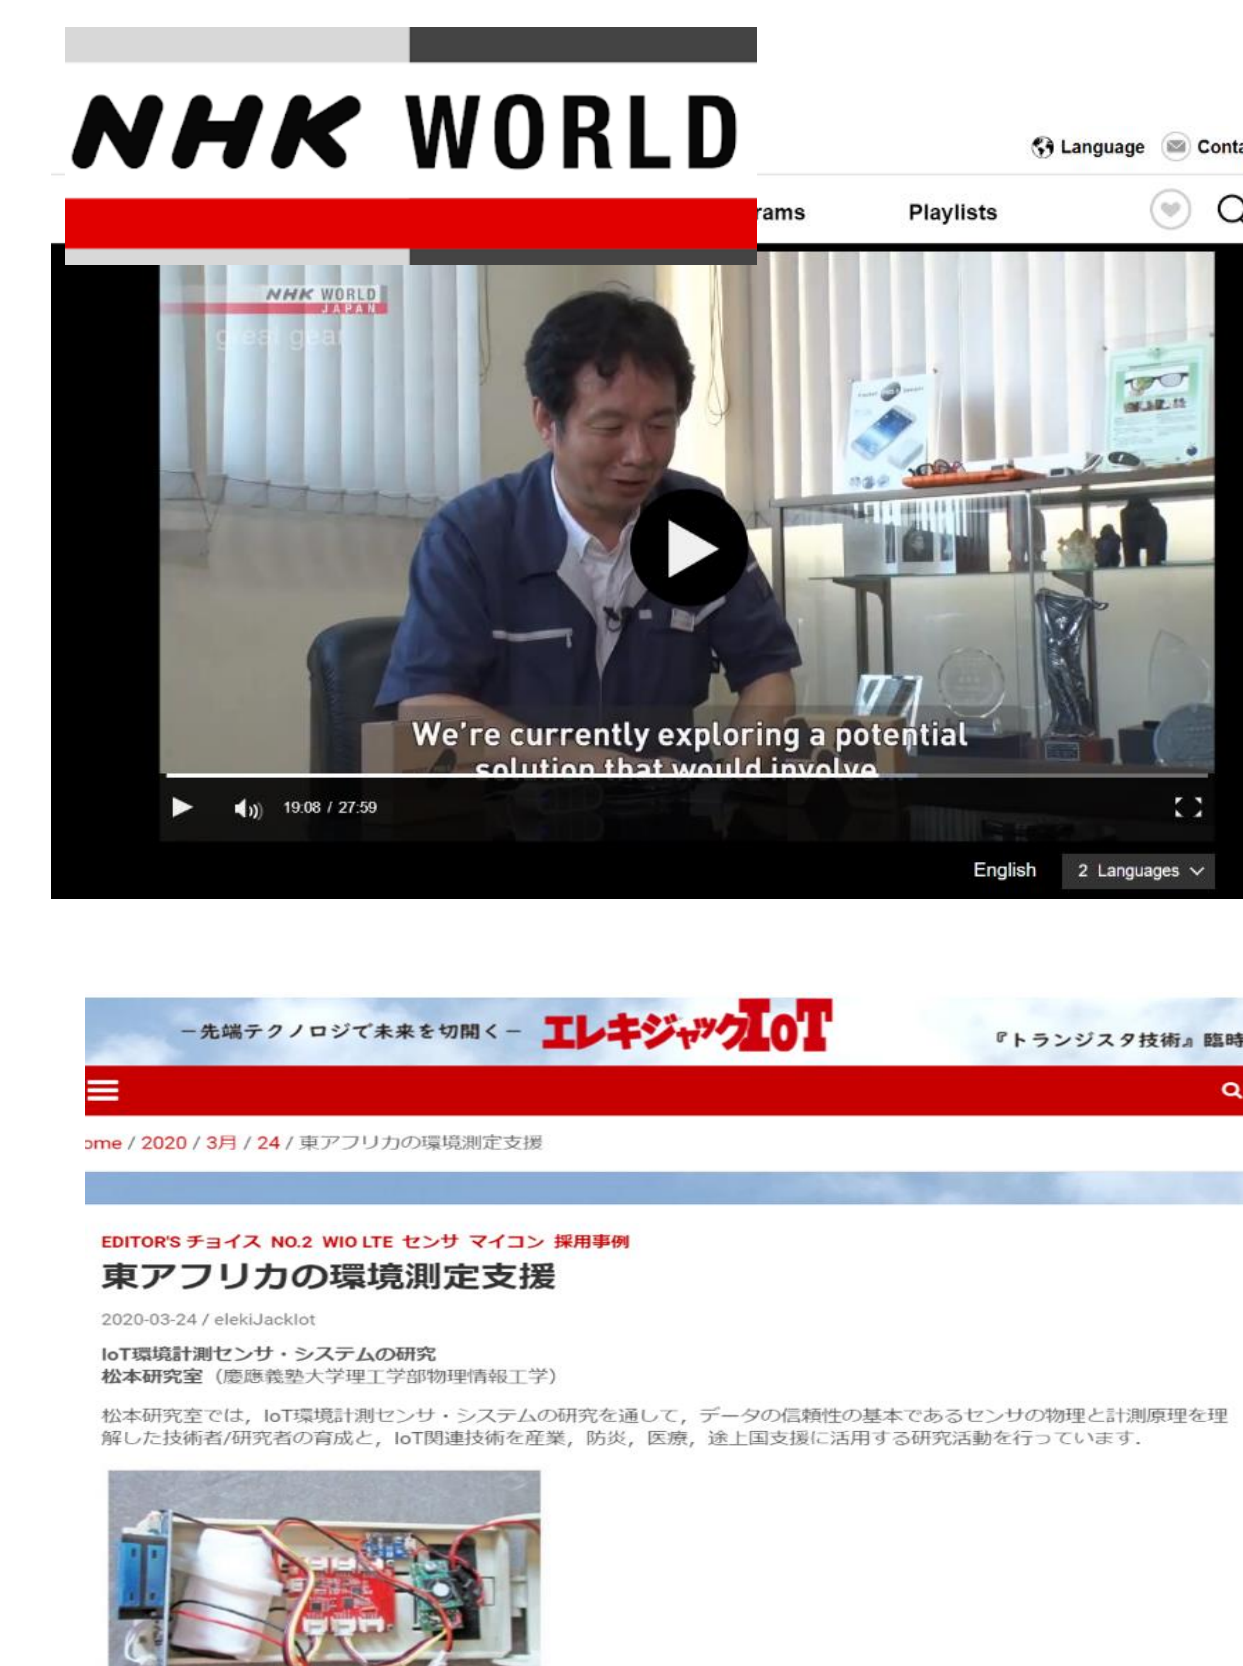 NHK WORLD
Language
Conta
rams
Playlists
NHK WORLD
JAPAN
great gear
We're currently exploring a potential
solution that would involve...
19:08 / 27:59
English
2 Languages
－先端テクノロジで未来を切開く－
エレキジャックIoT
『トランジスタ技術』臨時
ome / 2020 / 3月 / 24 / 東アフリカの環境測定支援
EDITOR'S チョイス NO.2 WIO LTE センサ マイコン 採用事例
東アフリカの環境測定支援
2020-03-24 / elekiJackIot
IoT環境計測センサ・システムの研究
松本研究室（慶應義塾大学理工学部物理情報工学）
松本研究室では，IoT環境計測センサ・システムの研究を通して，データの信頼性の基本であるセンサの物理と計測原理を理
解した技術者/研究者の育成と，IoT関連技術を産業，防炎，医療，途上国支援に活用する研究活動を行っています．